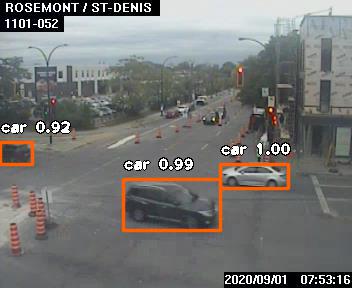 ROSEMONT / ST-DENIS
1101-052
car 0.92
car 0.99
car 1.00
2020/09/01 07:53:16